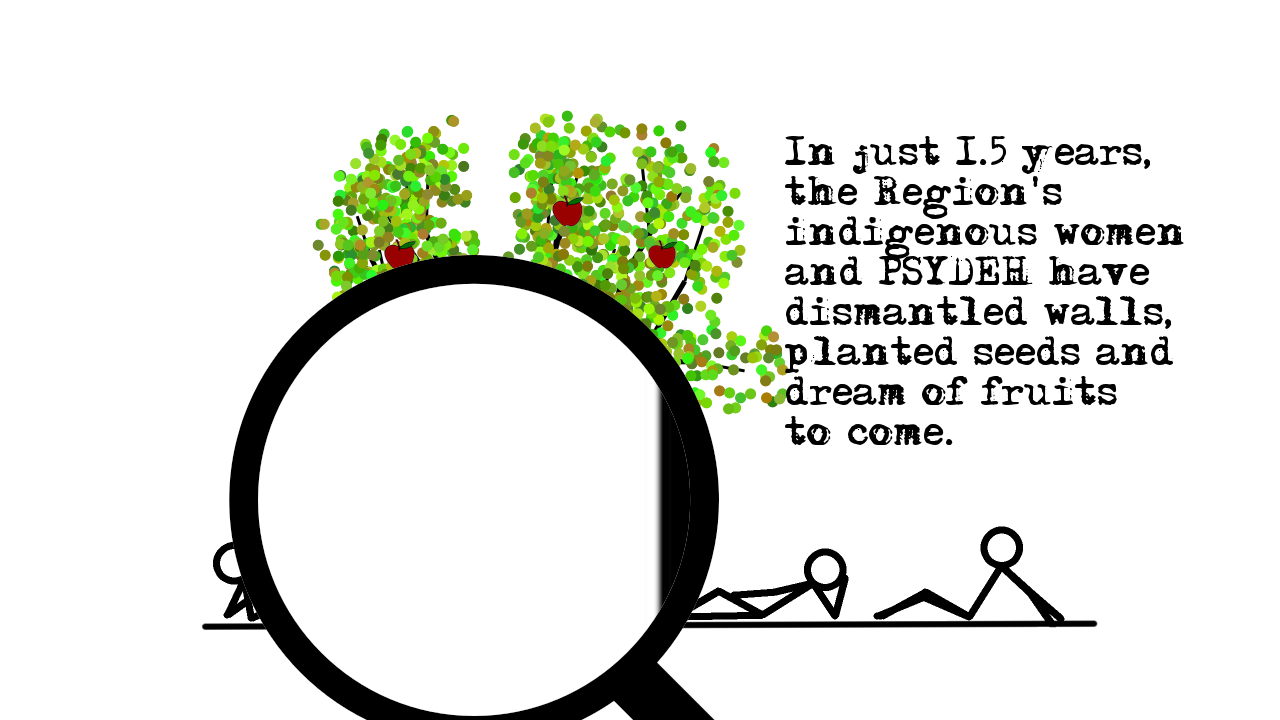 In just 1.5 years,
the Region's
indigenous women
and PSYDEH have
dismantled walls,
planted seeds and
dream of fruits
to come.